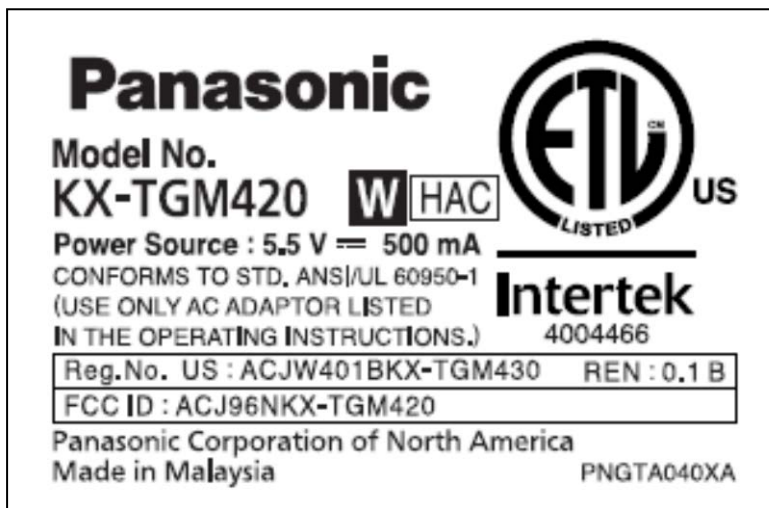 Panasonic
Model No.
KX-TGM420 W HAC
Power Source : 5.5 V ⎓ 500 mA
CONFORMS TO STD. ANSI/UL 60950-1
(USE ONLY AC ADAPTOR LISTED
IN THE OPERATING INSTRUCTIONS.)
ETL CM
LISTED
US
Intertek
4004466
Reg.No. US : ACJW401BKX-TGM430 REN : 0.1 B
FCC ID : ACJ96NKX-TGM420
Panasonic Corporation of North America
Made in Malaysia PNGTA040XA